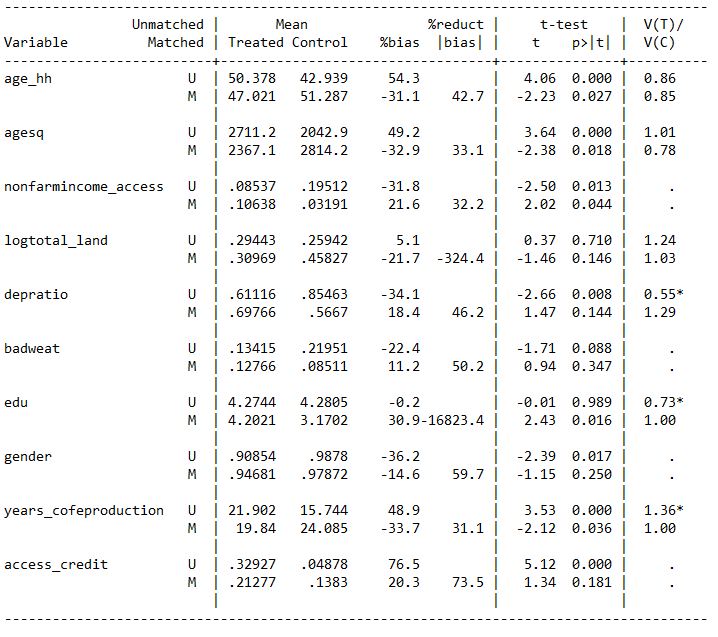 ----------------------------------------------------------------------------------------
                Unmatched |       Mean               %reduct |     t-test    |  V(T)/
Variable          Matched | Treated Control    %bias  |bias| |    t    p>|t| |  V(C)
--------------------------+----------------------------------+---------------+----------
age_hh                 U  | 50.378   42.939     54.3         |   4.06  0.000 |  0.86
                       M  | 47.021   51.287    -31.1    42.7 |  -2.23  0.027 |  0.85
                          |                                  |               |
agesq                  U  | 2711.2   2042.9     49.2         |   3.64  0.000 |  1.01
                       M  | 2367.1   2814.2    -32.9    33.1 |  -2.38  0.018 |  0.78
                          |                                  |               |
nonfarmincome_access   U  | .08537   .19512    -31.8         |  -2.50  0.013 |     .
                       M  | .10638   .03191     21.6    32.2 |   2.02  0.044 |     .
                          |                                  |               |
logtotal_land          U  | .29443   .25942      5.1         |   0.37  0.710 |  1.24
                       M  | .30969   .45827    -21.7  -324.4 |  -1.46  0.146 |  1.03
                          |                                  |               |
depratio               U  | .61116   .85463    -34.1         |  -2.66  0.008 |  0.55*
                       M  | .69766    .5667     18.4    46.2 |   1.47  0.144 |  1.29
                          |                                  |               |
badweat                U  | .13415   .21951    -22.4         |  -1.71  0.088 |     .
                       M  | .12766   .08511     11.2    50.2 |   0.94  0.347 |     .
                          |                                  |               |
edu                    U  | 4.2744   4.2805     -0.2         |  -0.01  0.989 |  0.73*
                       M  | 4.2021   3.1702     30.9-16823.4 |   2.43  0.016 |  1.00
                          |                                  |               |
gender                 U  | .90854    .9878    -36.2         |  -2.39  0.017 |     .
                       M  | .94681   .97872    -14.6    59.7 |  -1.15  0.250 |     .
                          |                                  |               |
years_cofeproduction   U  | 21.902   15.744     48.9         |   3.53  0.000 |  1.36*
                       M  |  19.84   24.085    -33.7    31.1 |  -2.12  0.036 |  1.00
                          |                                  |               |
access_credit          U  | .32927   .04878     76.5         |   5.12  0.000 |     .
                       M  | .21277    .1383     20.3    73.5 |   1.34  0.181 |     .
                          |                                  |               |
----------------------------------------------------------------------------------------